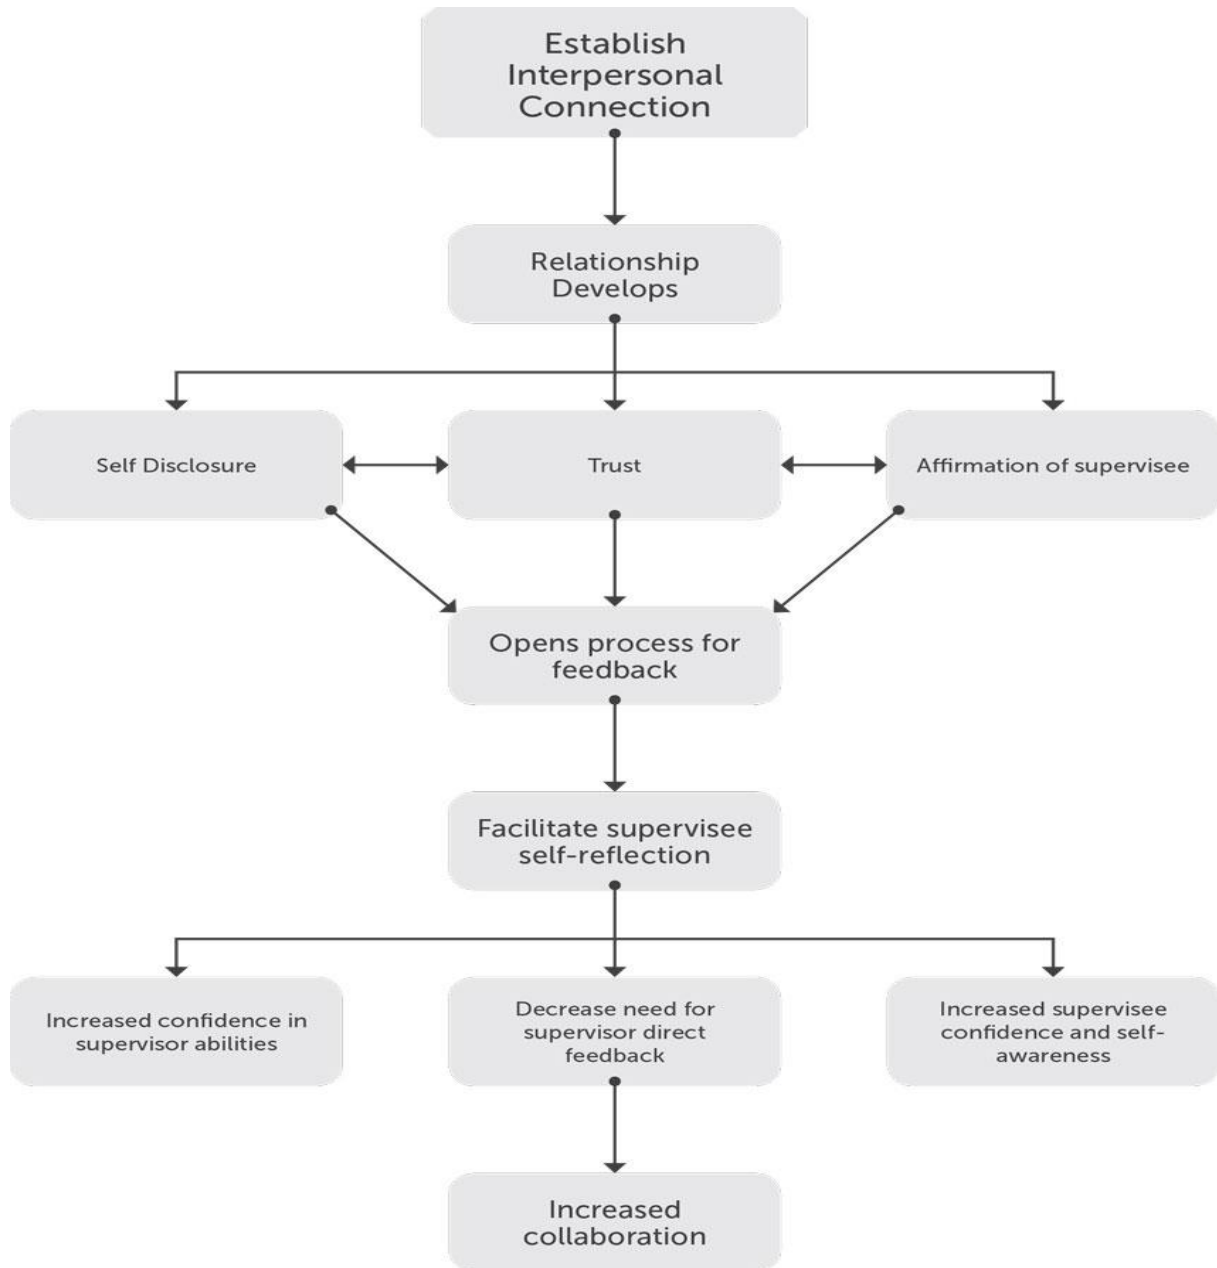 Establish
Interpersonal
Connection
Relationship
Develops
Self Disclosure
Trust
Affirmation of supervisee
Opens process for
feedback
Facilitate supervisee
self-reflection
Increased confidence in
supervisor abilities
Decrease need for
supervisor direct
feedback
Increased supervisee
confidence and self-
awareness
Increased
collaboration